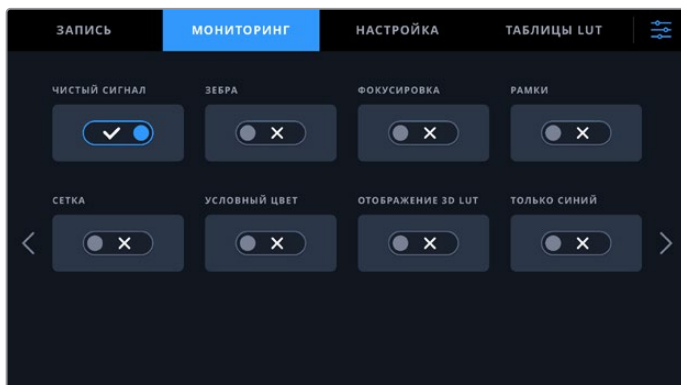 ЗАПИСЬ МОНИТОРИНГ НАСТРОЙКА ТАБЛИЦЫ LUT
ЧИСТЫЙ СИГНАЛ ЗЕБРА ФОКУСИРОВКА РАМКИ
СЕТКА УСЛОВНЫЙ ЦВЕТ ОТОБРАЖЕНИЕ 3D LUT ТОЛЬКО СИНИЙ